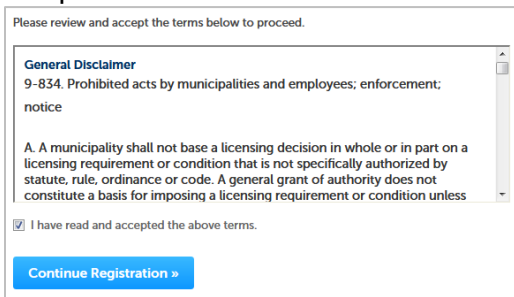 Please review and accept the terms below to proceed.
General Disclaimer
9-834. Prohibited acts by municipalities and employees; enforcement;
notice
A. A municipality shall not base a licensing decision in whole or in part on a
licensing requirement or condition that is not specifically authorized by
statute, rule, ordinance or code. A general grant of authority does not
constitute a basis for imposing a licensing requirement or condition unless
I have read and accepted the above terms.
Continue Registration »